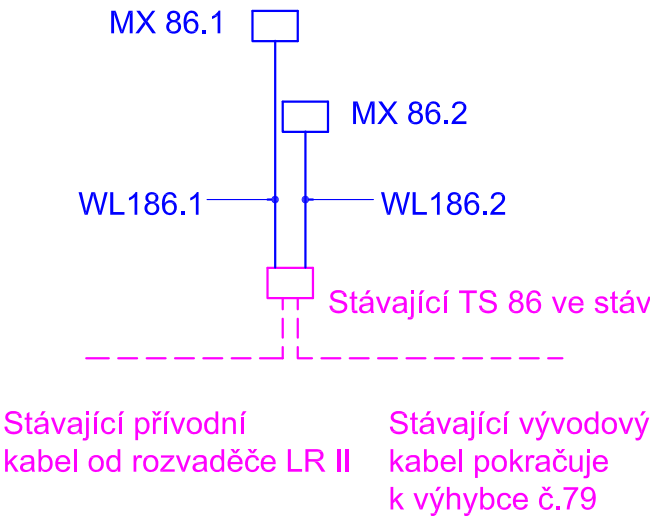 MX 86.1
MX 86.2
WL186.1
WL186.2
Stávající TS 86 ve
Stávající přívodní
kabel od rozvaděče LR II
Stávající vývodový
kabel pokračuje
k výhybce č.79